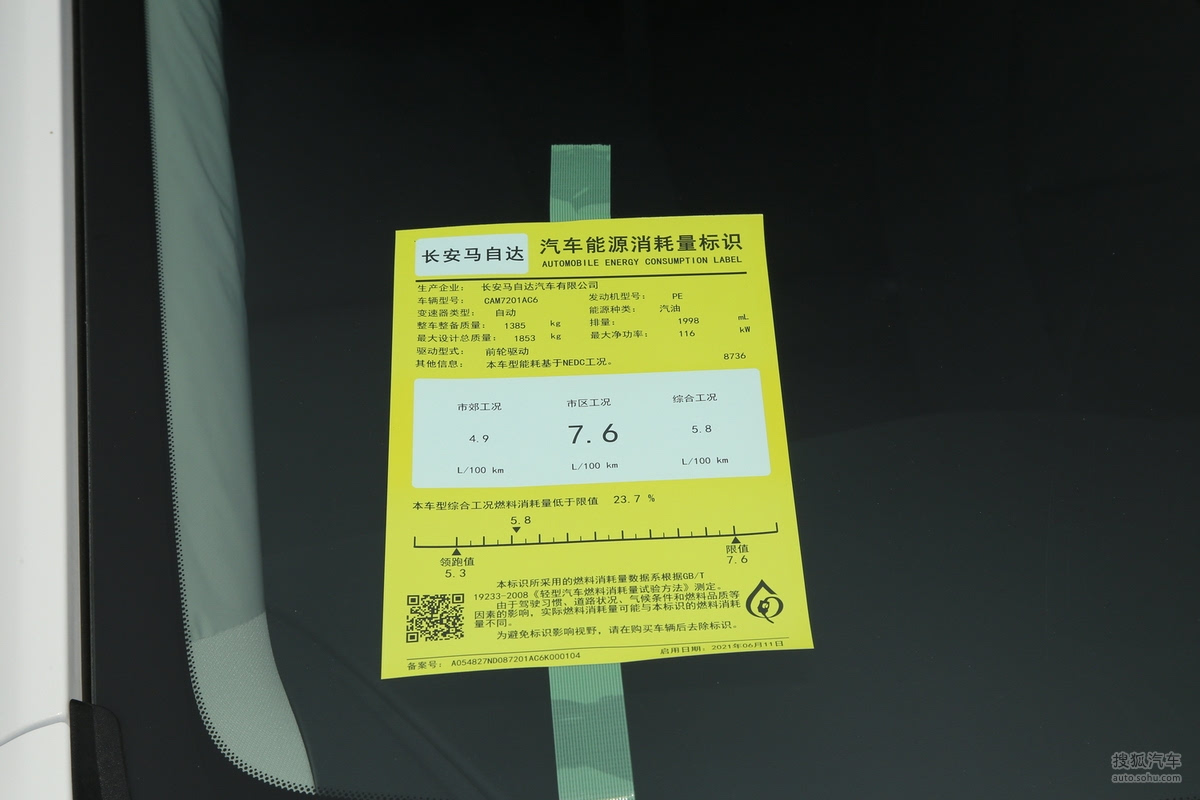 长安马自达 汽车能源消耗量标识
AUTOMOBILE ENERGY CONSUMPTION LABEL
生产企业: 长安马自达汽车有限公司
车辆型号: CAM7201AC6 发动机型号: PE
变速器类型: 自动 能源种类: 汽油
整车整备质量: 1385 kg 排量: 1998 mL
最大设计总质量: 1853 kg 最大净功率: 116 kW
驱动型式: 前轮驱动
其他信息: 本车型能耗基于NEDC工况。 8736
市郊工况 市区工况 综合工况
4.9 7.6 5.8
L/100 km L/100 km L/100 km
本车型综合工况燃料消耗量低于限值 23.7 %
5.8
领跑值 限值
5.3 7.6
本标识所采用的燃料消耗量数据系根据GB/T
19233-2008《轻型汽车燃料消耗量试验方法》测定。
由于驾驶习惯、道路状况、气候条件和燃料品质等
因素的影响，实际燃料消耗量可能与本标识的燃料消耗
量不同。
为避免标识影响视野，请在购买车辆后去除标识。
备案号: A054827ND087201AC6K000104 启用日期: 2021年06月11日
搜狐汽车
auto.sohu.com